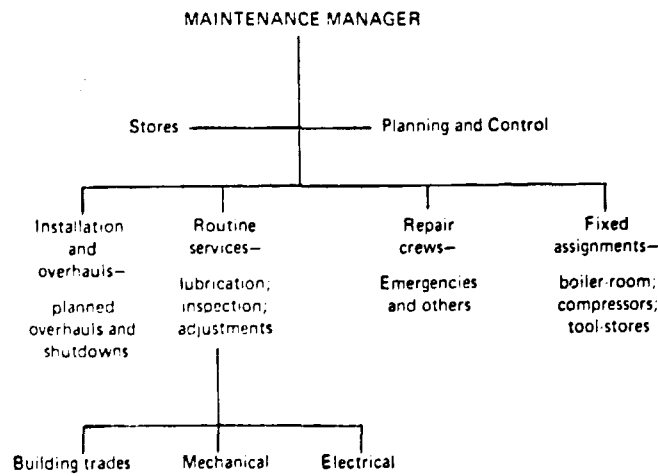 MAINTENANCE MANAGER
Stores
Planning and Control
Installation
and
overhauls—
planned
overhauls and
shutdowns
Routine
services—
lubrication;
inspection;
adjustments
Repair
crews—
Emergencies
and others
Fixed
assignments—
boiler-room;
compressors;
tool-stores
Building trades
Mechanical
Electrical